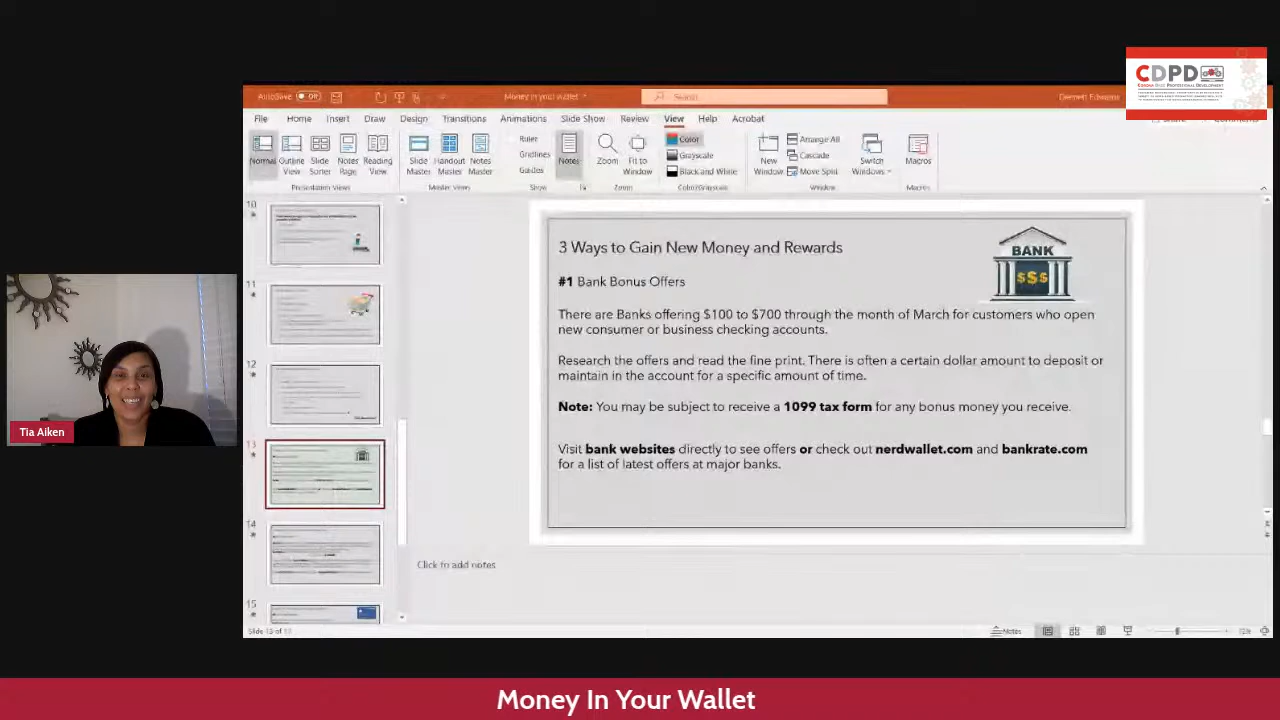 CDPD
AutoSave Off
Money in your Wallet
Search
File Home Insert Draw Design Transitions Animations Slide Show Review View Help Acrobat
Share
Comments
Normal
Outline View
Slide Sorter
Notes Page
Reading View
Presentation Views
Slide Master
Handout Master
Notes Master
Master Views
Ruler
Gridlines
Guides
Show
Notes
Zoom
Fit to Window
Zoom
Color
Grayscale
Black and White
Color/Grayscale
New Window
Arrange All
Cascade
Move Split
Switch Windows
Window
Macros
Macros
10
11
12
13
14
15
3 Ways to Gain New Money and Rewards
BANK
$$$
#1 Bank Bonus Offers
There are Banks offering $100 to $700 through the month of March for customers who open
new consumer or business checking accounts.
Research the offers and read the fine print. There is often a certain dollar amount to deposit or
maintain in the account for a specific amount of time.
Note: You may be subject to receive a 1099 tax form for any bonus money you receive.
Visit bank websites directly to see offers or check out nerdwallet.com and bankrate.com
for a list of latest offers at major banks.
Click to add notes
Notes
Tia Aiken
Money In Your Wallet